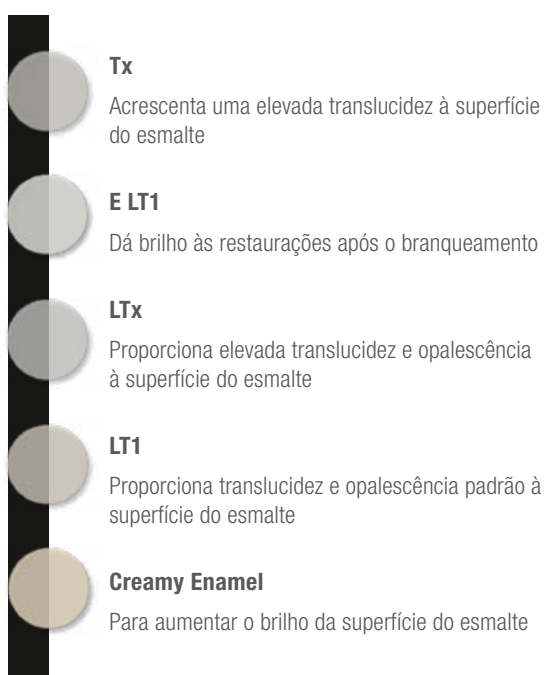 Tx
Acrescenta uma elevada translucidez à superfície
do esmalte
E LT1
Dá brilho às restaurações após o branqueamento
LTx
Proporciona elevada translucidez e opalescência
à superfície do esmalte
LT1
Proporciona translucidez e opalescência padrão à
superfície do esmalte
Creamy Enamel
Para aumentar o brilho da superfície do esmalte